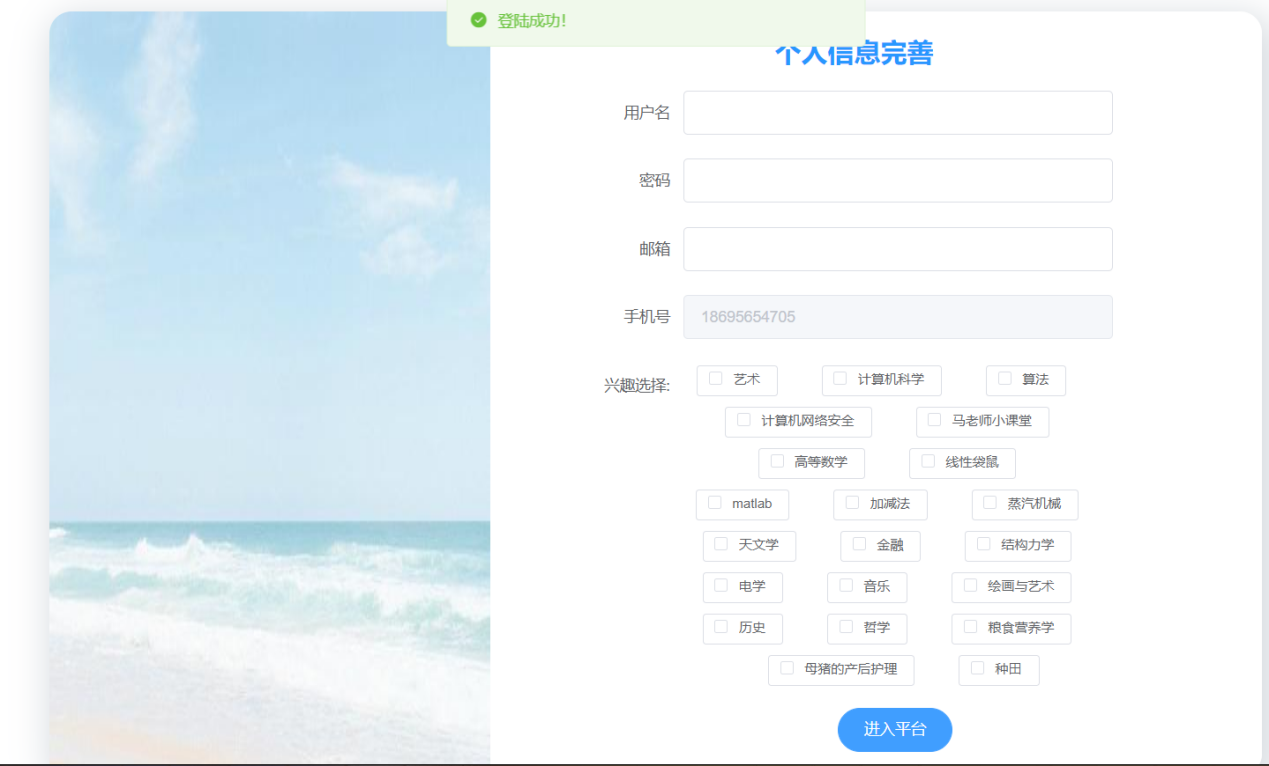 登陆成功!
个人信息完善
用户名
密码
邮箱
手机号 18695654705
兴趣选择: 艺术 计算机科学 算法
计算机网络安全 马老师小课堂
高等数学 线性袋鼠
matlab 加减法 蒸汽机械
天文学 金融 结构力学
电学 音乐 绘画与艺术
历史 哲学 粮食营养学
母猪的产后护理 种田
进入平台